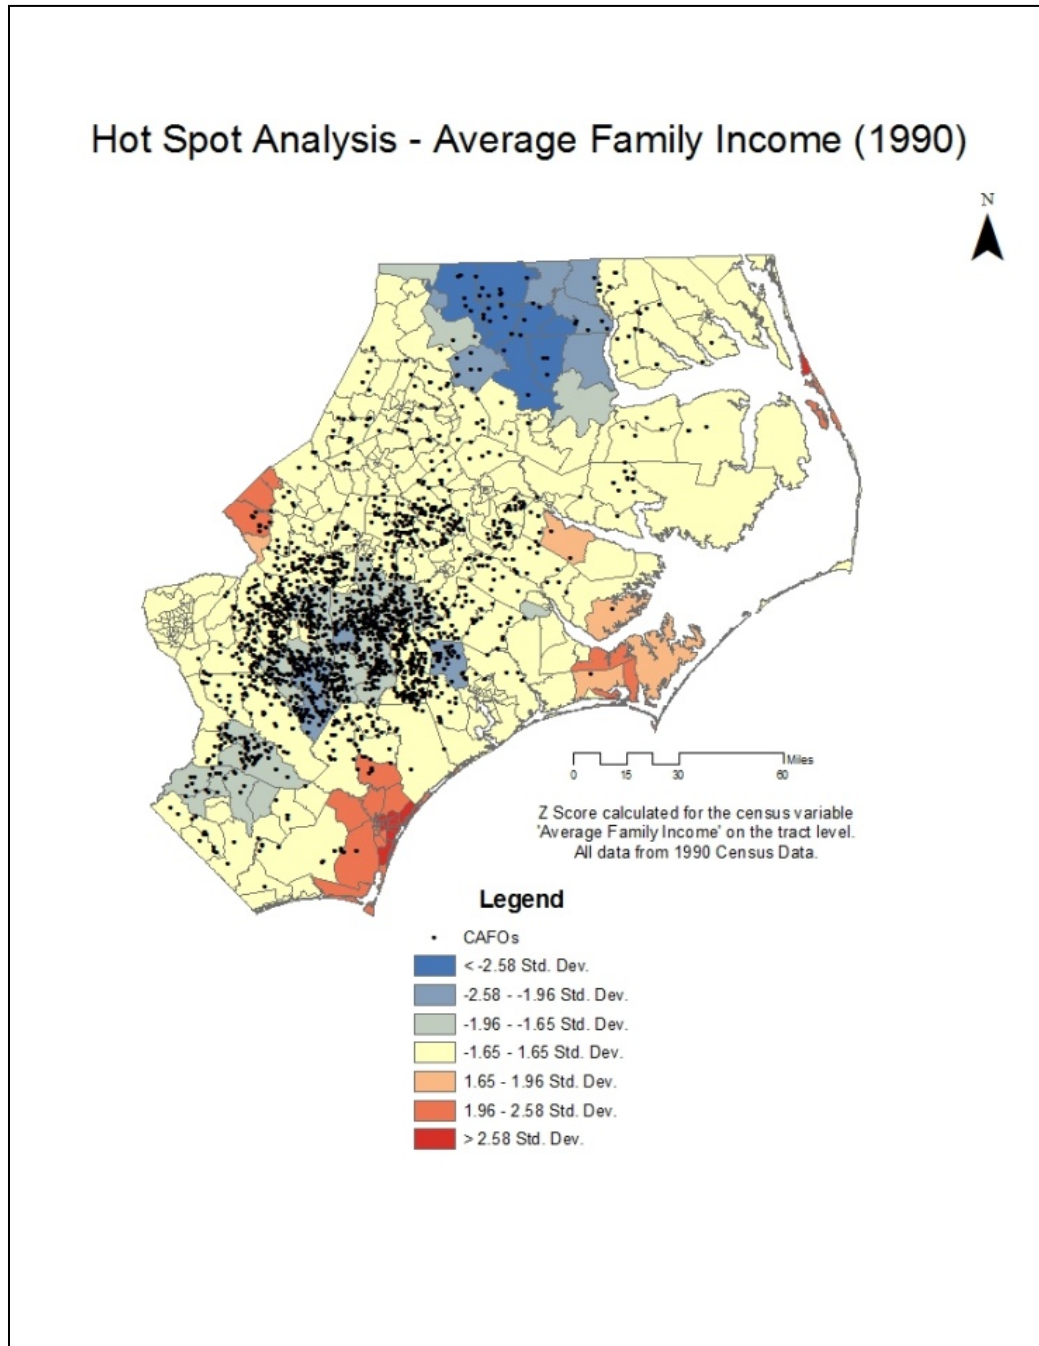 Hot Spot Analysis - Average Family Income (1990)
N
Miles
0 15 30 60
Z Score calculated for the census variable
'Average Family Income' on the tract level.
All data from 1990 Census Data.
Legend
CAFOs
< -2.58 Std. Dev.
-2.58 - -1.96 Std. Dev.
-1.96 - -1.65 Std. Dev.
-1.65 - 1.65 Std. Dev.
1.65 - 1.96 Std. Dev.
1.96 - 2.58 Std. Dev.
> 2.58 Std. Dev.